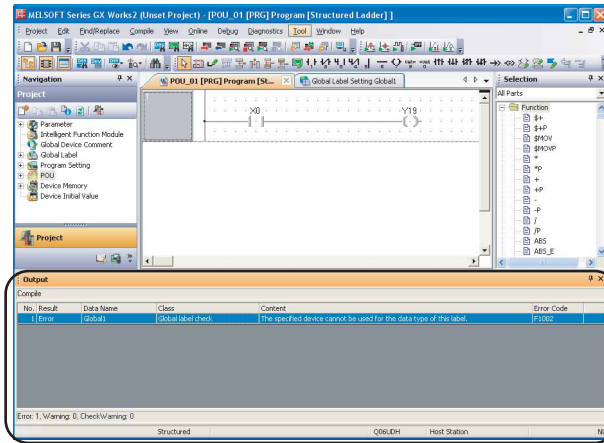 MELSOFT Series GX Works2 (Unset Project) - [POU_01 [PRG] Program [Structured Ladder] ]
Project Edit Find/Replace Compile View Online Debug Diagnostics Tool Window Help
Navigation
Project
Parameter
Intelligent Function Module
Global Device Comment
Global Label
Program Setting
POU
Device Memory
Device Initial Value
Project
POU_01 [PRG] Program [St...
Global Label Setting Global1
1
X0
Y19
Selection
All Parts
Function
$+
$+P
$MOV
$MOVP
*
*P
+
+P
-
-P
/
/P
ABS
ABS_E
Output
Compile
No. Result Data Name Class Content Error Code
1 Error Global1 Global label check The specified device cannot be used for the data type of this label. F1002
Error: 1, Warning: 0, CheckWarning: 0
Structured Q06UDH Host Station